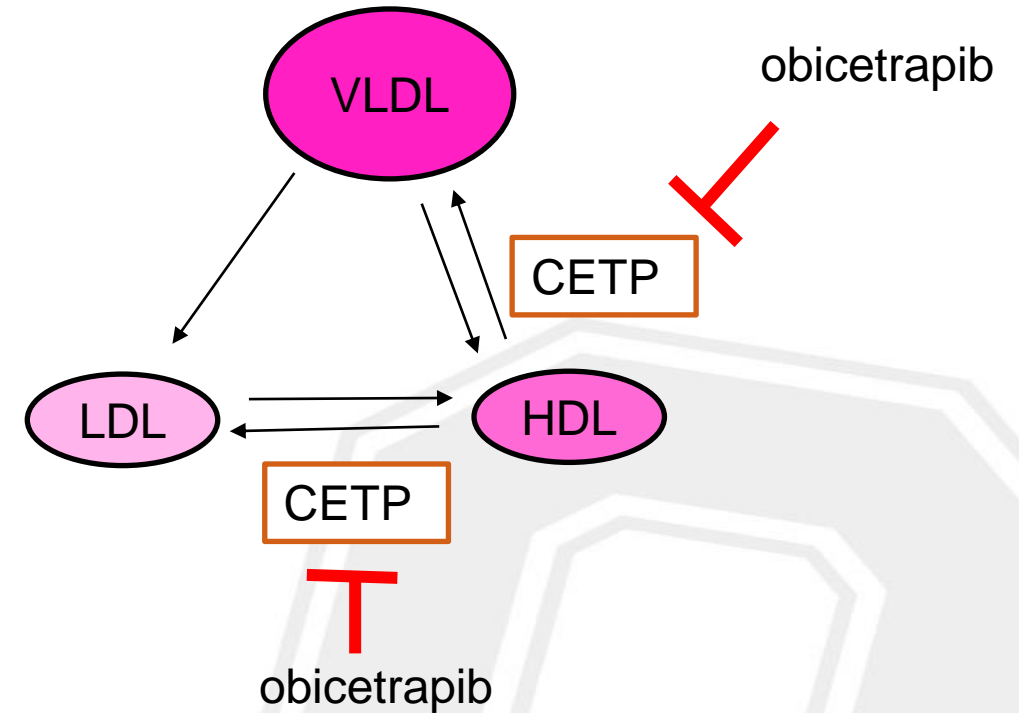 obicetrapib
VLDL
CETP
LDL
HDL
CETP
obicetrapib